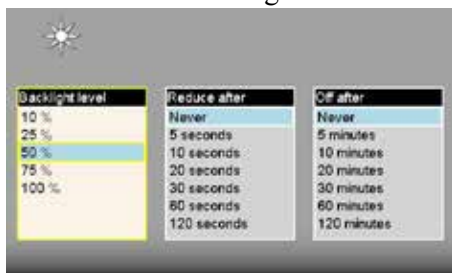 Backlight level
10 %
25 %
50 %
75 %
100 %
Reduce after
Never
5 seconds
10 seconds
20 seconds
30 seconds
60 seconds
120 seconds
Off after
Never
5 minutes
10 minutes
20 minutes
30 minutes
60 minutes
120 minutes